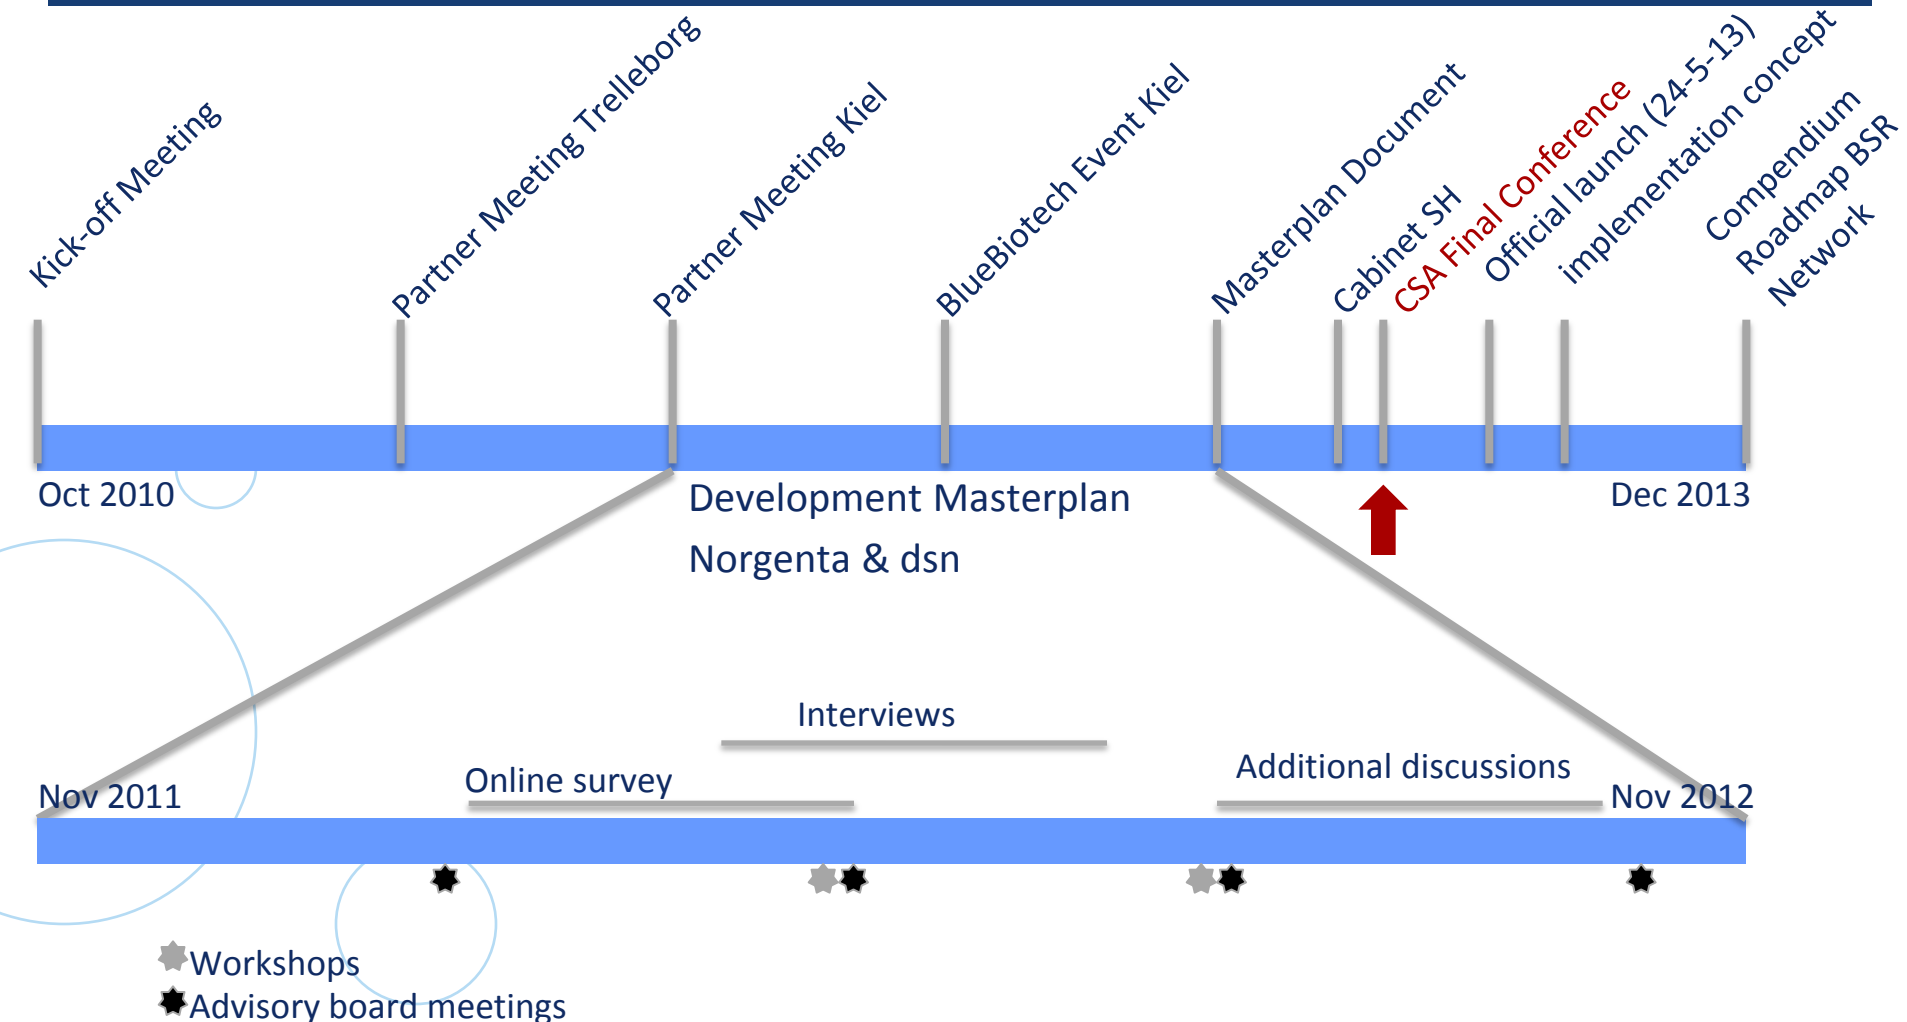 Kick-off Meeting
Partner Meeting Trelleborg
Partner Meeting Kiel
BlueBiotech Event Kiel
Masterplan Document
Cabinet SH
CSA Final Conference
Official launch (24-5-13)
implementation concept
Compendium
Roadmap BSR
Network
Oct 2010
Dec 2013
Development Masterplan
Norgenta & dsn
Interviews
Online survey
Additional discussions
Nov 2011
Nov 2012
Workshops
Advisory board meetings